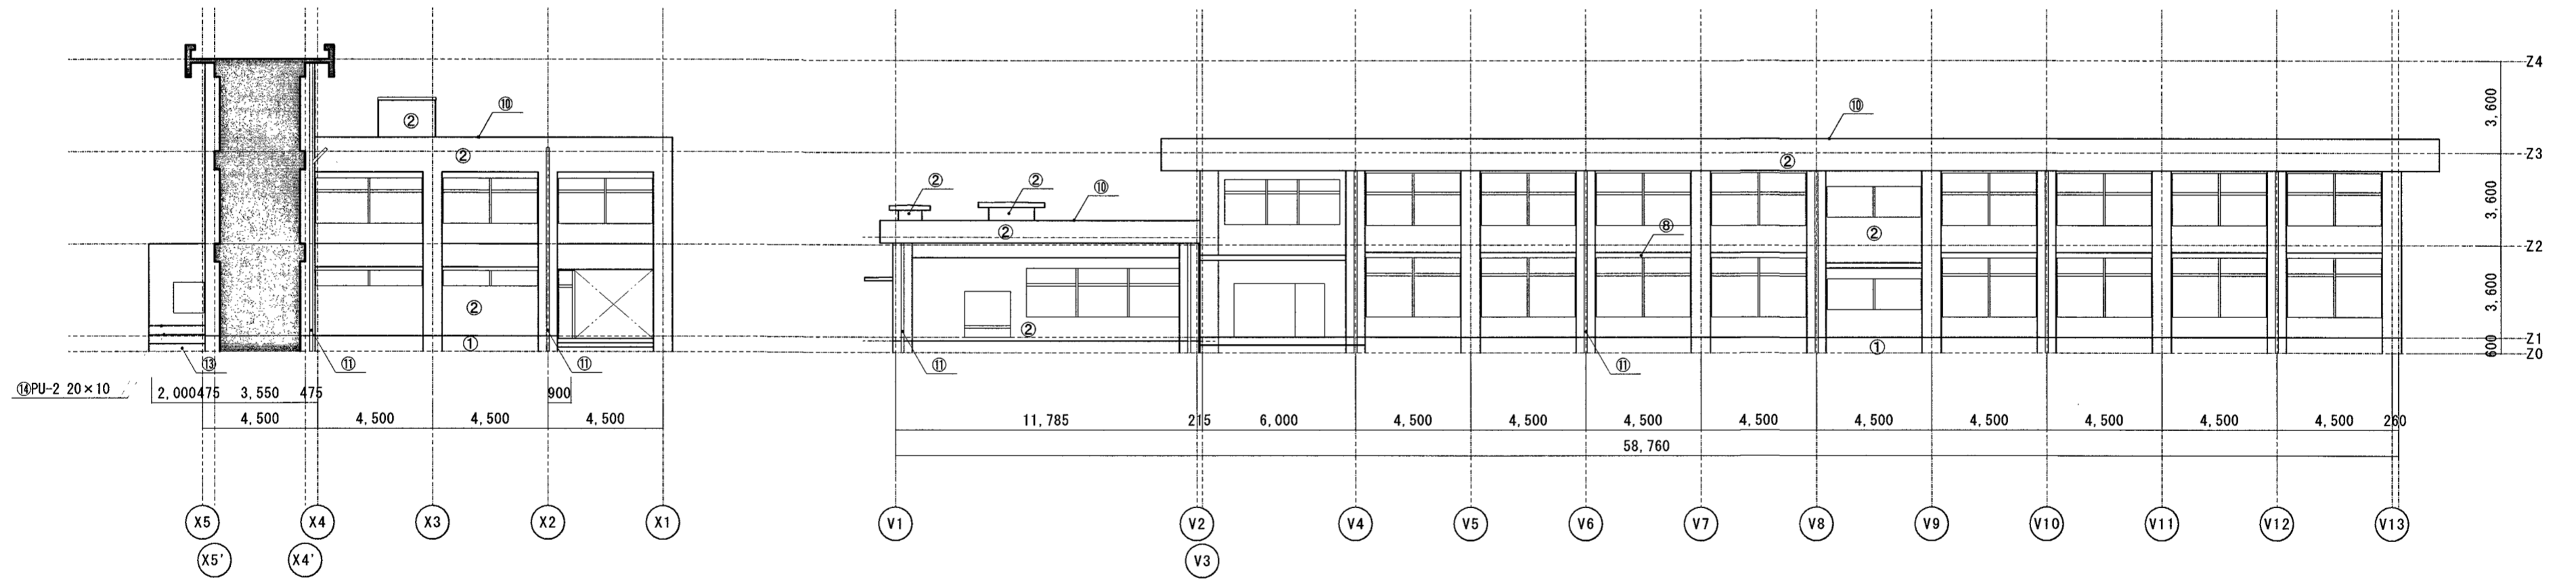 Z4
⑩
⑩
3,600
②
②
Z3
②
②
②
⑩
3,600
②
⑧
②
Z2
②
3,600
②
①
①
Z1
600
Z0
⑬
⑪
⑪
⑪
⑪
⑭PU-2 20×10
2,000 475 3,550 475
900
4,500 4,500 4,500 4,500
11,785 215 6,000 4,500 4,500 4,500 4,500 4,500 4,500 4,500 4,500 4,500 260
58,760
X5 X4 X3 X2 X1 V1 V2 V4 V5 V6 V7 V8 V9 V10 V11 V12 V13
X5' X4' V3